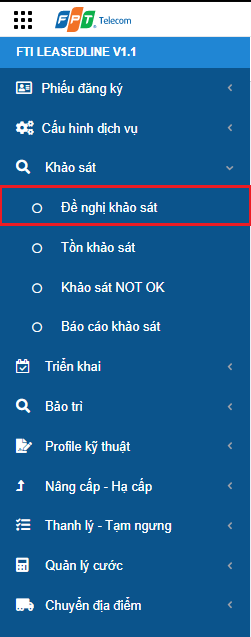 FPT Telecom
FTI LEASEDLINE V1.1
Phiếu đăng ký
Cấu hình dịch vụ
Khảo sát
Đề nghị khảo sát
Tồn khảo sát
Khảo sát NOT OK
Báo cáo khảo sát
Triển khai
Bảo trì
Profile kỹ thuật
Nâng cấp - Hạ cấp
Thanh lý - Tạm ngưng
Quản lý cước
Chuyển địa điểm